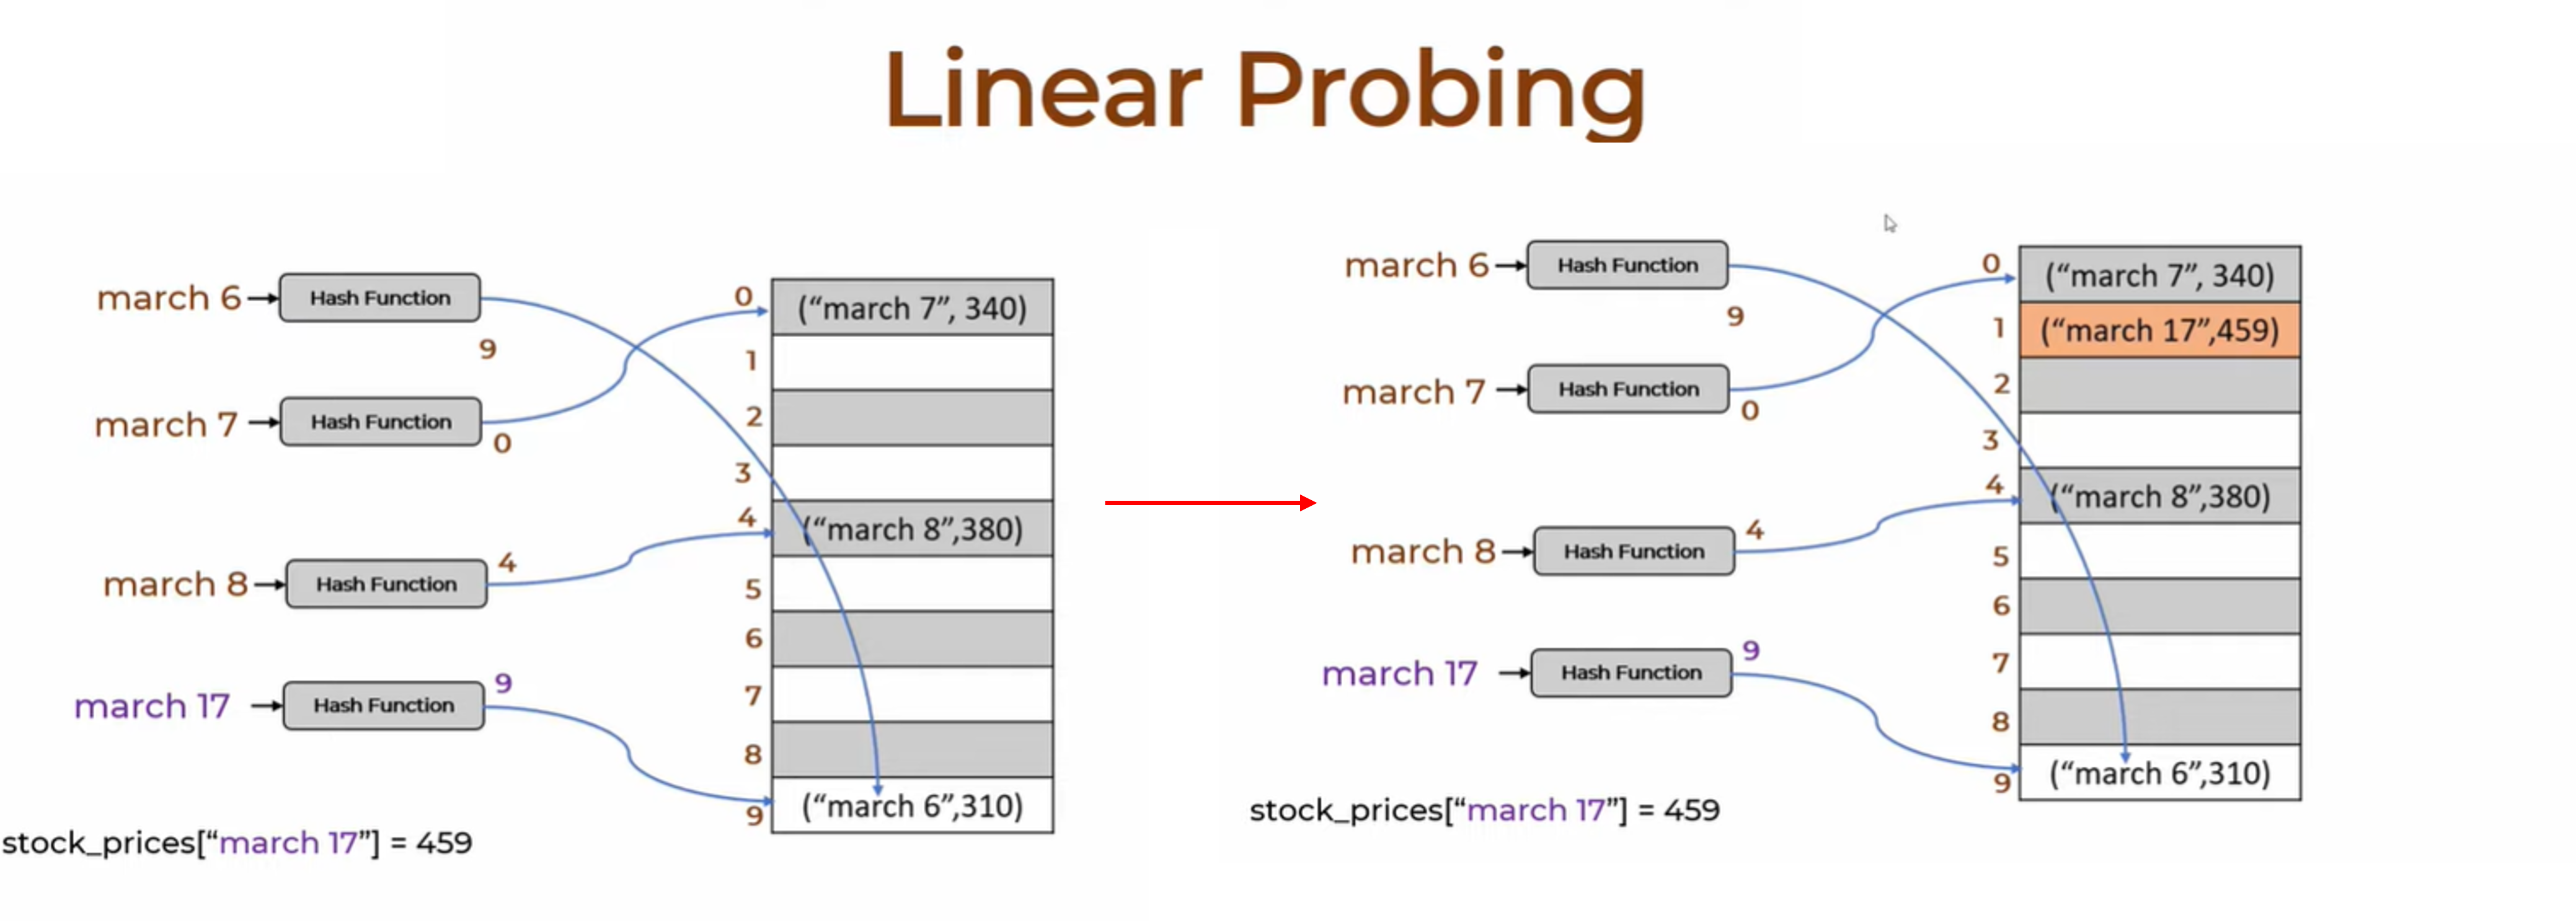 Linear Probing
march 6
Hash Function
9
march 7
Hash Function
0
march 8
Hash Function
4
march 17
Hash Function
9
stock_prices[“march 17”] = 459
0
(“march 7”, 340)
1
2
3
4
(“march 8”,380)
5
6
7
8
9
(“march 6”,310)
march 6
Hash Function
9
march 7
Hash Function
0
march 8
Hash Function
4
march 17
Hash Function
9
stock_prices[“march 17”] = 459
0
(“march 7”, 340)
1
(“march 17”,459)
2
3
4
(“march 8”,380)
5
6
7
8
9
(“march 6”,310)